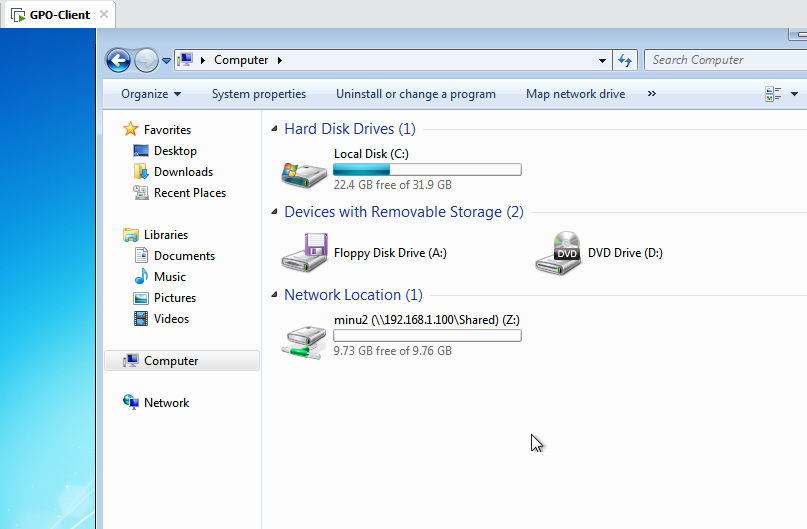 GPO-Client
Computer
Search Computer
Organize System properties Uninstall or change a program Map network drive »
Favorites
Desktop
Downloads
Recent Places
Libraries
Documents
Music
Pictures
Videos
Computer
Network
Hard Disk Drives (1)
Local Disk (C:)
22.4 GB free of 31.9 GB
Devices with Removable Storage (2)
Floppy Disk Drive (A:)
DVD
DVD Drive (D:)
Network Location (1)
minu2 (\\192.168.1.100\Shared) (Z:)
9.73 GB free of 9.76 GB